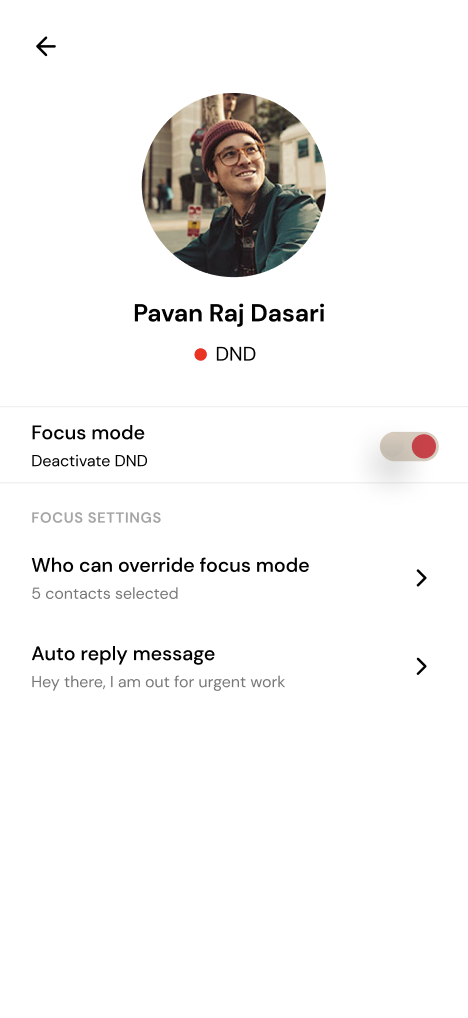 Pavan Raj Dasari
DND
Focus mode
Deactivate DND
FOCUS SETTINGS
Who can override focus mode
5 contacts selected
Auto reply message
Hey there, I am out for urgent work